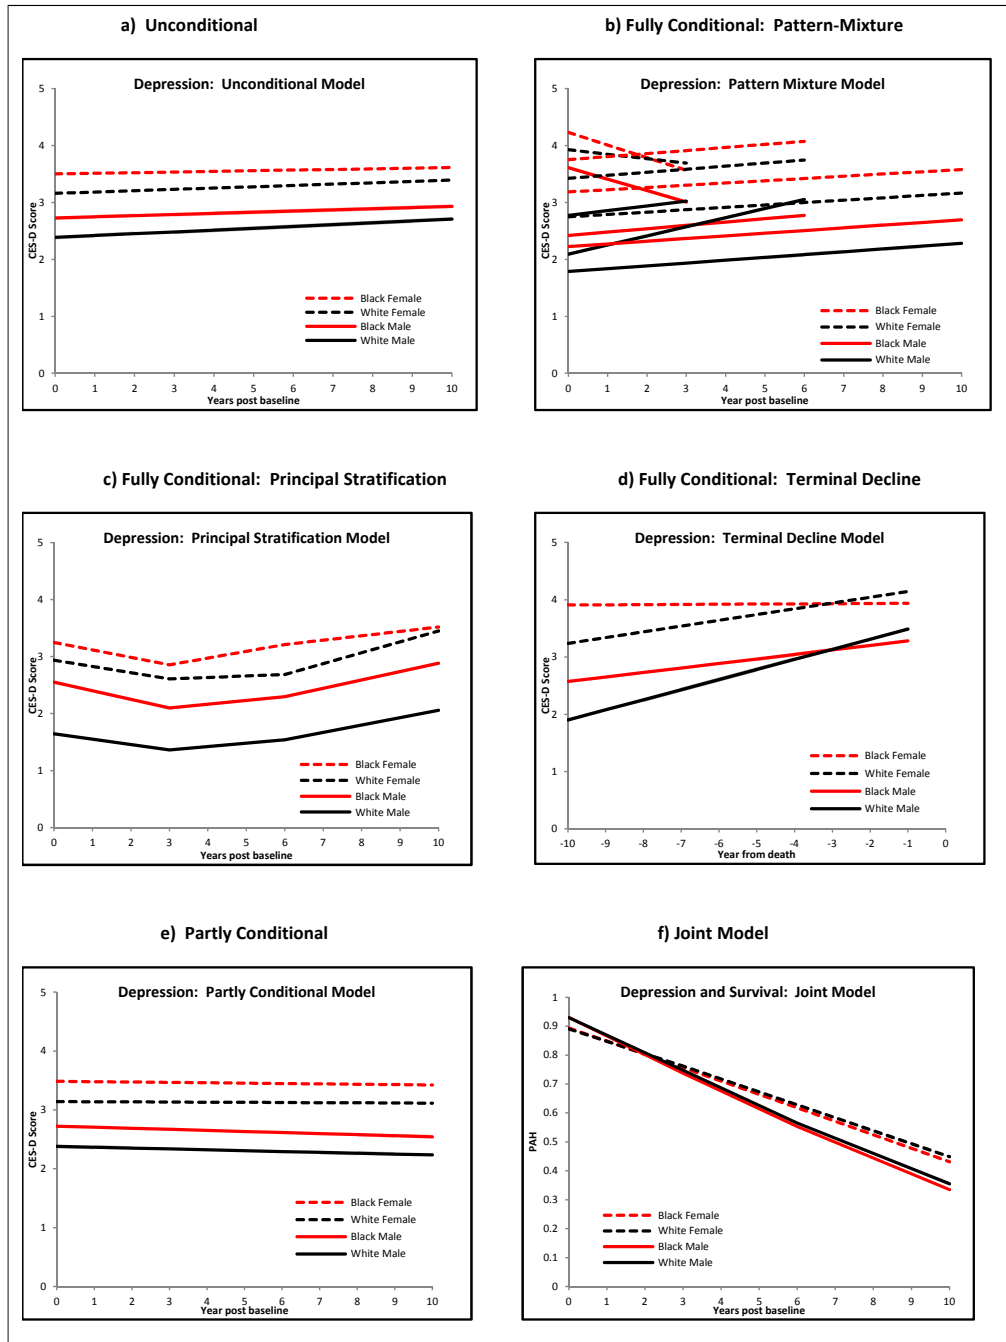 a) Unconditional
b) Fully Conditional: Pattern-Mixture
Depression: Unconditional Model
5
4
3
2
1
0
CES-D Score
0 1 2 3 4 5 6 7 8 9 10
Years post baseline
Black Female
White Female
Black Male
White Male
Depression: Pattern Mixture Model
5
4
3
2
1
0
CES-D Score
0 1 2 3 4 5 6 7 8 9 10
Year post baseline
Black Female
White Female
Black Male
White Male
c) Fully Conditional: Principal Stratification
d) Fully Conditional: Terminal Decline
Depression: Principal Stratification Model
5
4
3
2
1
0
CES-D Score
0 1 2 3 4 5 6 7 8 9 10
Years post baseline
Black Female
White Female
Black Male
White Male
Depression: Terminal Decline Model
5
4
3
2
1
0
CES-D Score
-10 -9 -8 -7 -6 -5 -4 -3 -2 -1 0
Year from death
Black Female
White Female
Black Male
White Male
e) Partly Conditional
f) Joint Model
Depression: Partly Conditional Model
5
4
3
2
1
0
CES-D Score
0 1 2 3 4 5 6 7 8 9 10
Year post baseline
Black Female
White Female
Black Male
White Male
Depression and Survival: Joint Model
1
0.9
0.8
0.7
0.6
0.5
0.4
0.3
0.2
0.1
0
PAH
0 2 4 6 8 10
Years post baseline
Black Female
White Female
Black Male
White Male